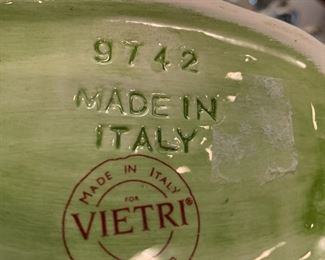 9742
MADE IN
ITALY
MADE IN ITALY
FOR
VIETRI®